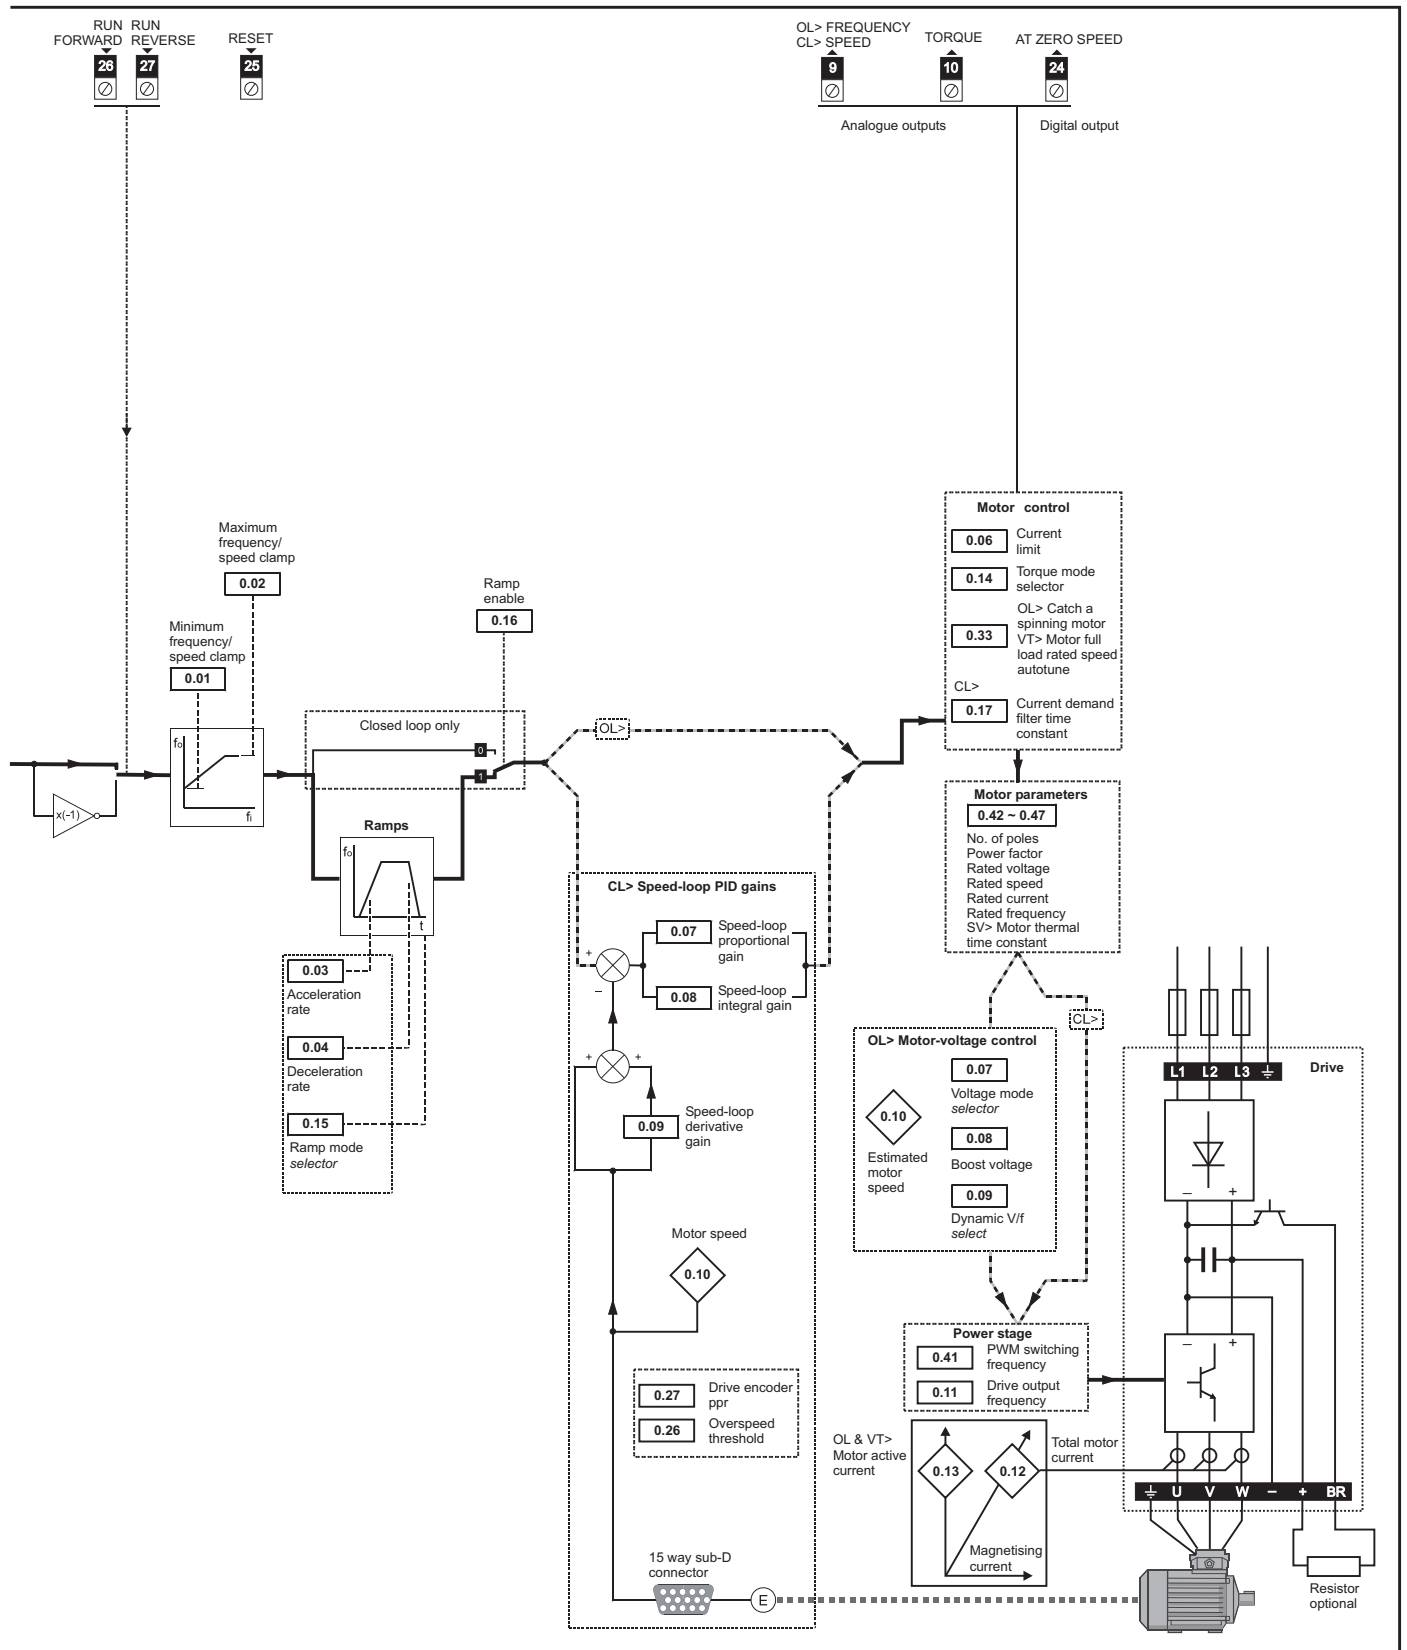 RUN RUN
FORWARD REVERSE
RESET
26
27
25
OL> FREQUENCY
CL> SPEED
TORQUE
AT ZERO SPEED
9
10
24
Analogue outputs
Digital output
Maximum
frequency/
speed clamp
0.02
Minimum
frequency/
speed clamp
0.01
Ramp
enable
0.16
Closed loop only
0
1
OL>
x(-1)
fo
fi
Ramps
fo
t
0.03
Acceleration
rate
0.04
Deceleration
rate
0.15
Ramp mode
selector
Motor control
0.06
Current
limit
0.14
Torque mode
selector
0.33
OL> Catch a
spinning motor
VT> Motor full
load rated speed
autotune
CL>
0.17
Current demand
filter time
constant
Motor parameters
0.42 ~ 0.47
No. of poles
Power factor
Rated voltage
Rated speed
Rated current
Rated frequency
SV> Motor thermal
time constant
CL> Speed-loop PID gains
+
–
0.07
Speed-loop
proportional
gain
0.08
Speed-loop
integral gain
+ +
0.09
Speed-loop
derivative
gain
Motor speed
0.10
0.27
Drive encoder
ppr
0.26
Overspeed
threshold
15 way sub-D
connector
E
CL>
OL> Motor-voltage control
0.07
Voltage mode
selector
0.10
Estimated
motor
speed
0.08
Boost voltage
0.09
Dynamic V/f
select
Power stage
0.41
PWM switching
frequency
0.11
Drive output
frequency
OL & VT>
Motor active
current
0.13
0.12
Total motor
current
Magnetising
current
L1 L2 L3
Drive
– +
– +
U V W – + BR
Resistor
optional